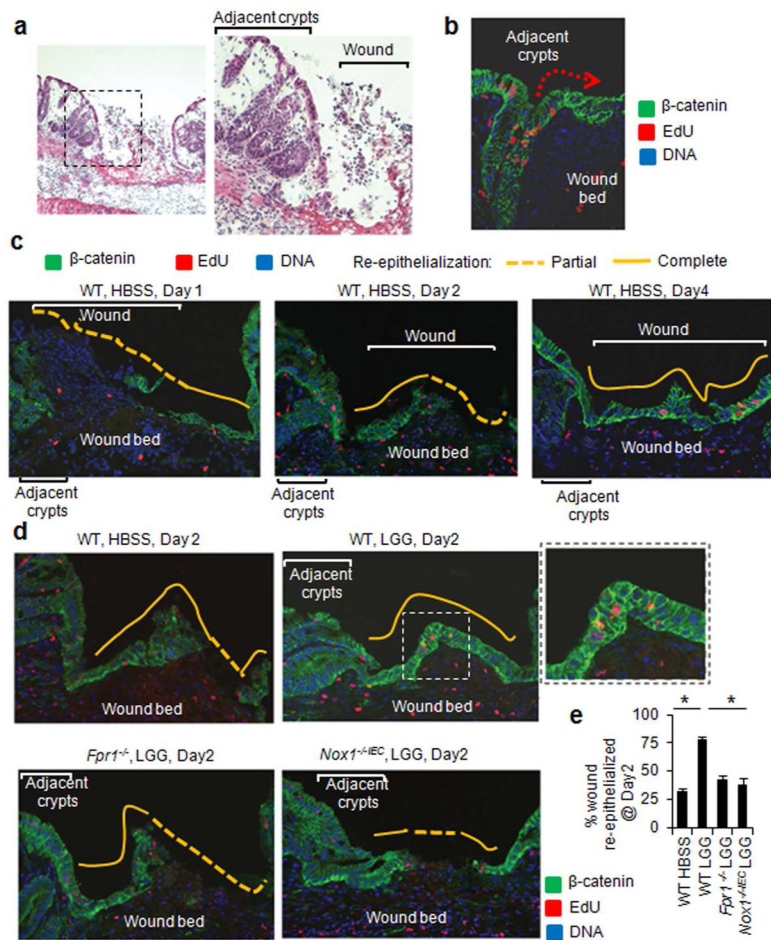 a
Adjacent crypts
Wound
b
Adjacent
crypts
Wound
bed
β-catenin
EdU
DNA
c
β-catenin EdU DNA Re-epithelialization: Partial Complete
WT, HBSS, Day 1
Wound
Wound bed
Adjacent
crypts
WT, HBSS, Day 2
Wound
Wound bed
Adjacent
crypts
WT, HBSS, Day4
Wound
Wound bed
Adjacent
crypts
d
WT, HBSS, Day2
Wound bed
WT, LGG, Day2
Adjacent
crypts
Wound bed
Fpr1-/-, LGG, Day2
Adjacent
crypts
Wound bed
Nox1-/-IEC, LGG, Day2
Adjacent
crypts
Wound bed
e
* *
% wound
re-epithelialized
@ Day2
100
75
50
25
0
WT HBSS
WT LGG
Fpr1-/- LGG
Nox1-/-IEC LGG
β-catenin
EdU
DNA